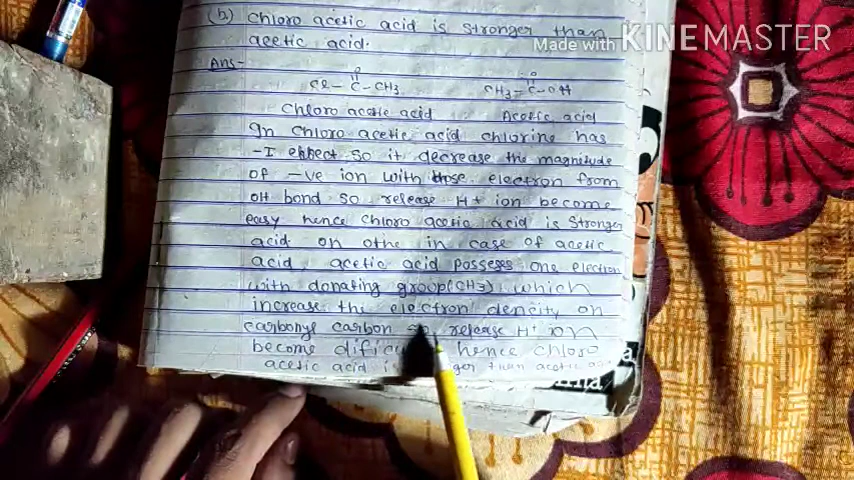 (b) Chloro acetic acid is stronger than
acetic acid.
Made with KINEMASTER
Ans-
O O
Cl - C - CH3 CH3 - C - OH
Chloro acetic acid Acetic acid
In chloro acetic acid chlorine has
-I effect so it decrease the magnitude
of -ve ion with those electron from
OH bond so release H+ ion become
easy hence chloro acetic acid is stronger
acid on othe in case of acetic
acid, acetic acid posseses one electron
with donating group(CH3) which
increase the electron dencity on
carbonyl carbon so, release H+ ion
become hence chloro
acetic acid than acetic